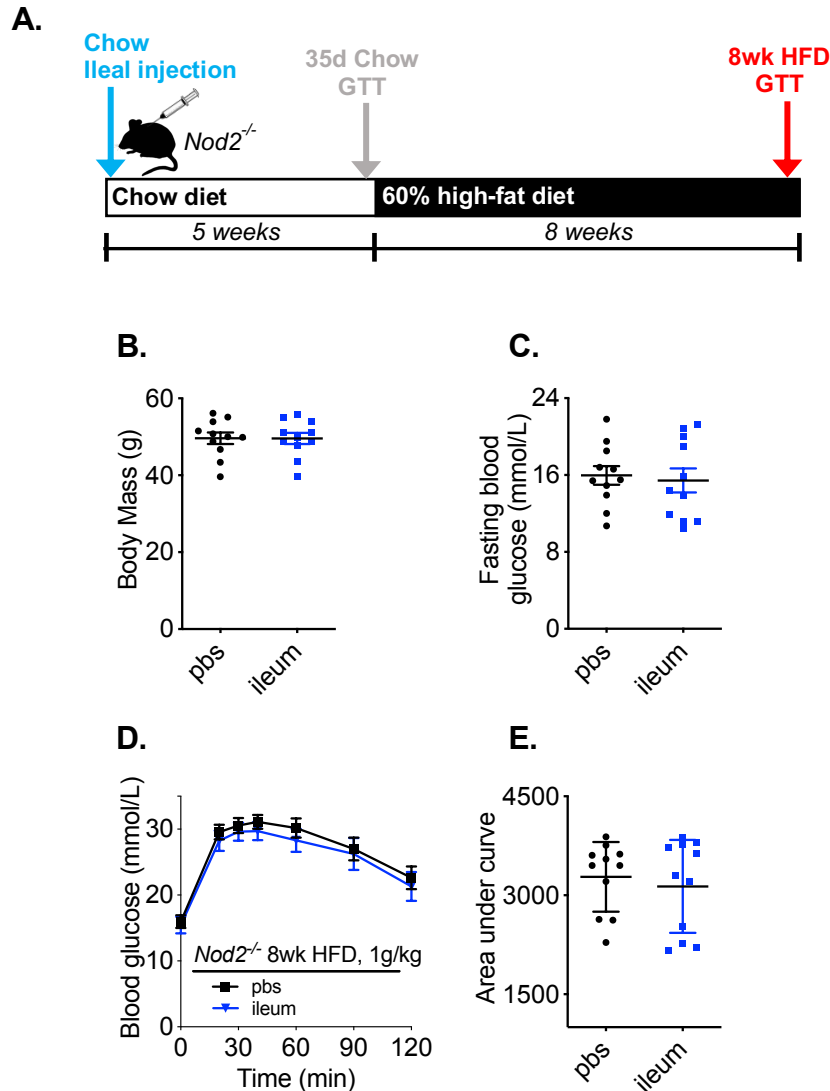 A.
Chow
Ileal injection
35d Chow
GTT
8wk HFD
GTT
Nod2-/-
Chow diet
60% high-fat diet
5 weeks
8 weeks
B.
Body Mass (g)
60
40
20
0
pbs
ileum
C.
Fasting blood
glucose (mmol/L)
24
16
8
0
pbs
ileum
D.
Blood glucose (mmol/L)
30
20
10
0
Nod2-/- 8wk HFD, 1g/kg
pbs
ileum
0
30
60
90
120
Time (min)
E.
Area under curve
4500
3000
1500
pbs
ileum